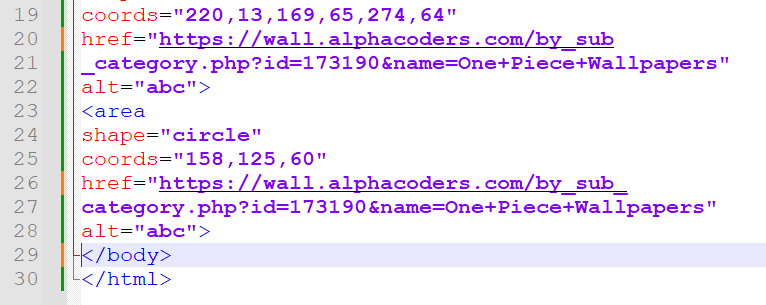 19 coords="220,13,169,65,274,64"
20 href="https://wall.alphacoders.com/by_sub
21 _category.php?id=173190&name=One+Piece+Wallpapers"
22 alt="abc">
23 <area
24 shape="circle"
25 coords="158,125,60"
26 href="https://wall.alphacoders.com/by_sub_
27 category.php?id=173190&name=One+Piece+Wallpapers"
28 alt="abc">
29 </body>
30 </html>